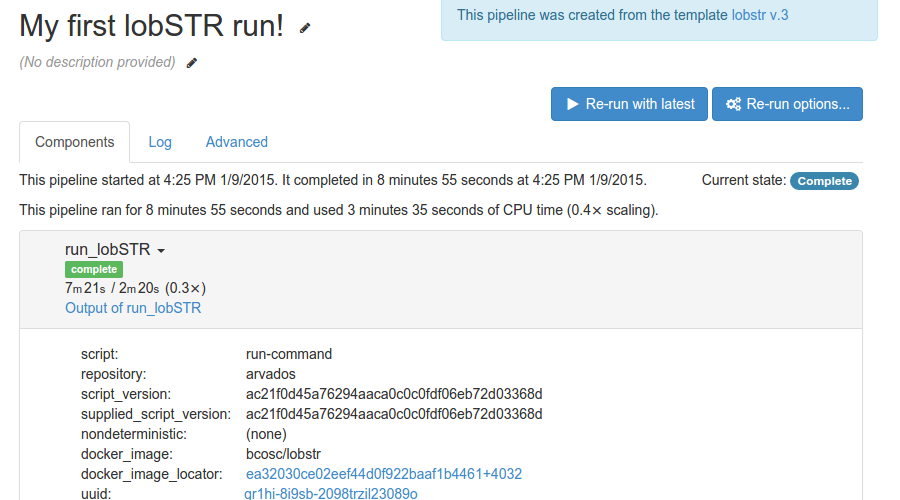 My first lobSTR run!
This pipeline was created from the template lobstr v.3
(No description provided)
Re-run with latest
Re-run options...
Components
Log
Advanced
This pipeline started at 4:25 PM 1/9/2015. It completed in 8 minutes 55 seconds at 4:25 PM 1/9/2015.
Current state: Complete
This pipeline ran for 8 minutes 55 seconds and used 3 minutes 35 seconds of CPU time (0.4× scaling).
run_lobSTR
complete
7m21s / 2m20s (0.3×)
Output of run_lobSTR
script: run-command
repository: arvados
script_version: ac21f0d45a76294aaca0c0c0fdf06eb72d03368d
supplied_script_version: ac21f0d45a76294aaca0c0c0fdf06eb72d03368d
nondeterministic: (none)
docker_image: bcosc/lobstr
docker_image_locator: ea32030ce02eef44d0f922baaf1b4461+4032
uuid: qr1hi-8i9sb-2098trzil23089o